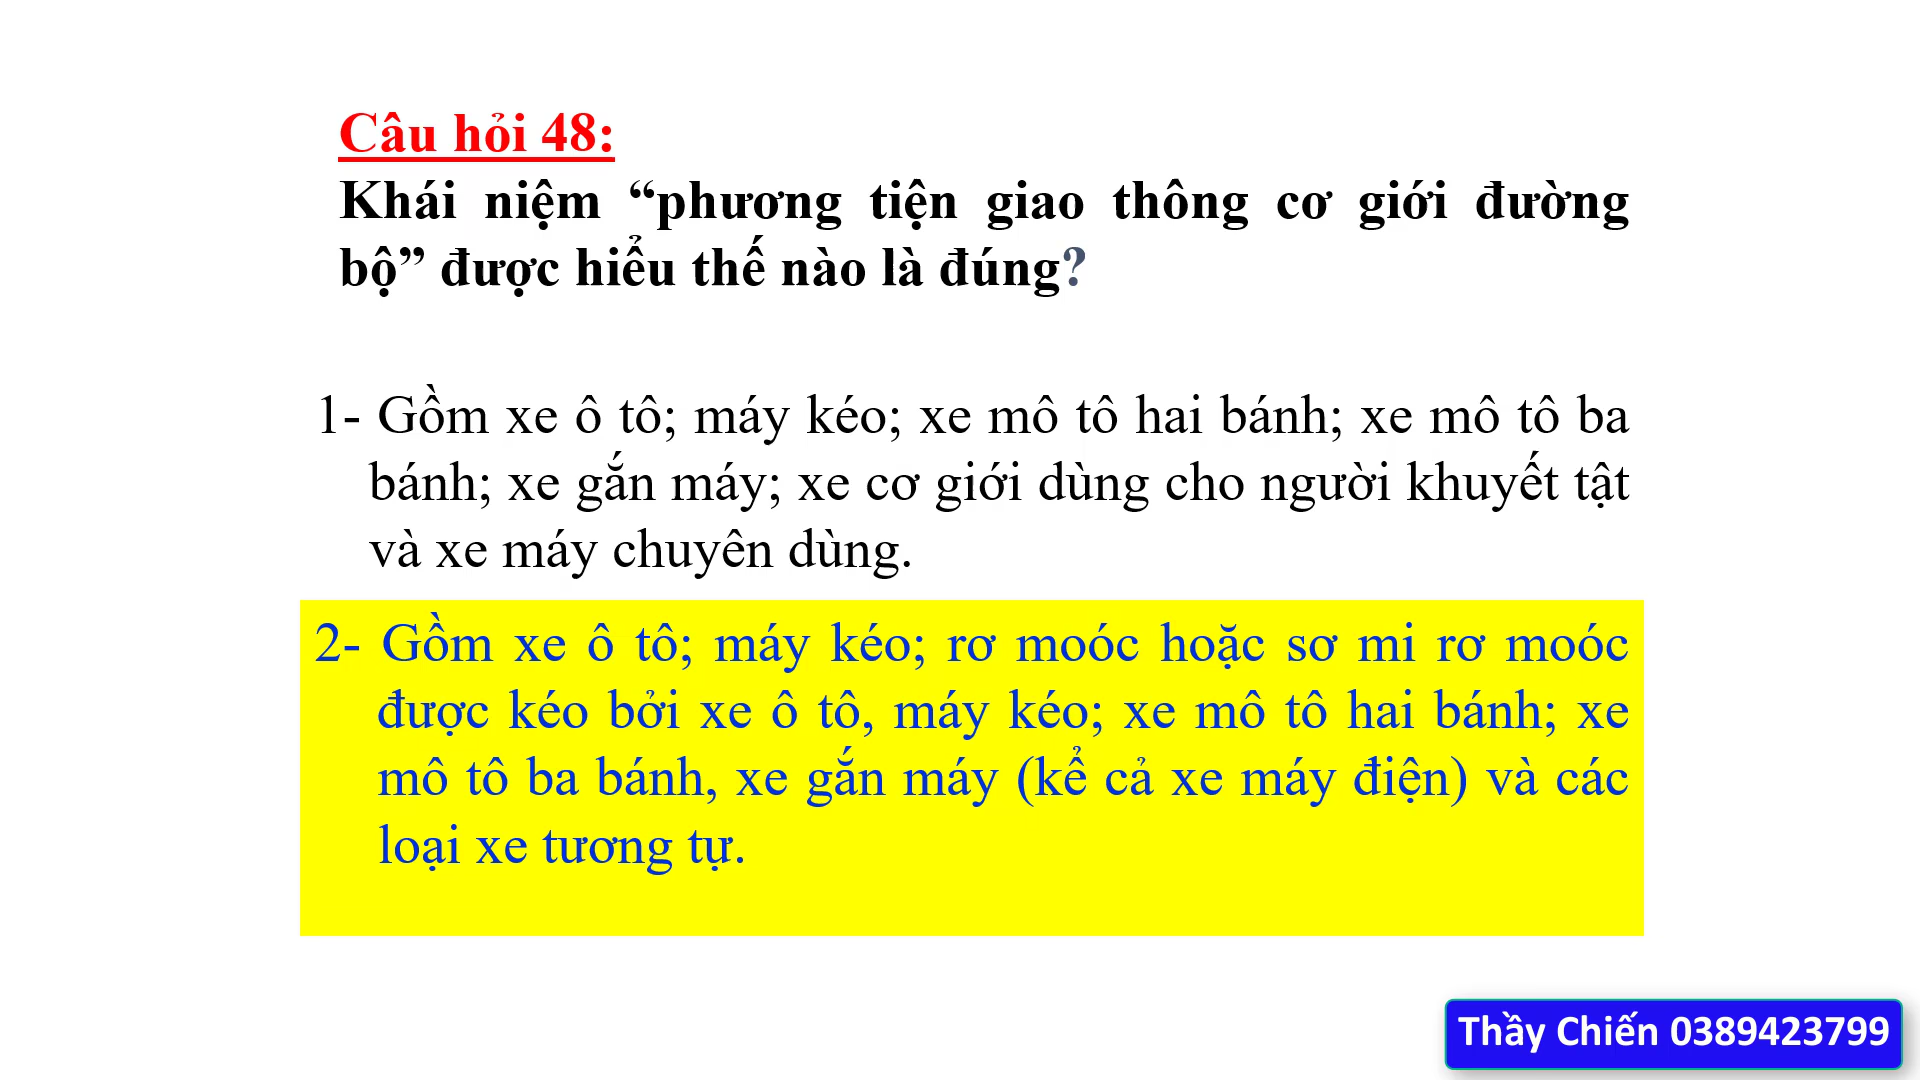 Câu hỏi 48:
Khái niệm “phương tiện giao thông cơ giới đường
bộ” được hiểu thế nào là đúng?
1- Gồm xe ô tô; máy kéo; xe mô tô hai bánh; xe mô tô ba
bánh; xe gắn máy; xe cơ giới dùng cho người khuyết tật
và xe máy chuyên dùng.
2- Gồm xe ô tô; máy kéo; rơ moóc hoặc sơ mi rơ moóc
được kéo bởi xe ô tô, máy kéo; xe mô tô hai bánh; xe
mô tô ba bánh, xe gắn máy (kể cả xe máy điện) và các
loại xe tương tự.
Thầy Chiến 0389423799